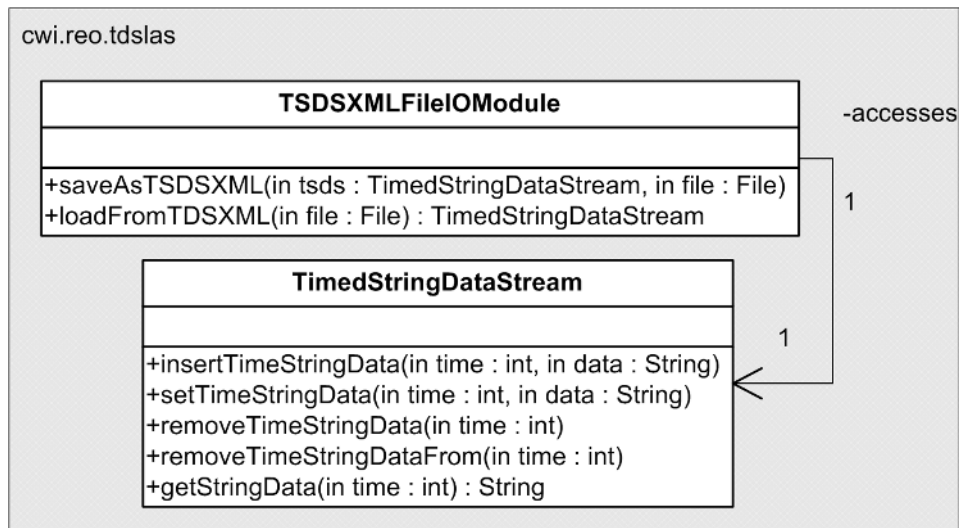 cwi.reo.tdslas
TSDSXMLFileIOModule
-accesses
+saveAsTSDSXML(in tsds : TimedStringDataStream, in file : File)
+loadFromTDSXML(in file : File) : TimedStringDataStream
1
TimedStringDataStream
1
+insertTimeStringData(in time : int, in data : String)
+setTimeStringData(in time : int, in data : String)
+removeTimeStringData(in time : int)
+removeTimeStringDataFrom(in time : int)
+getStringData(in time : int) : String